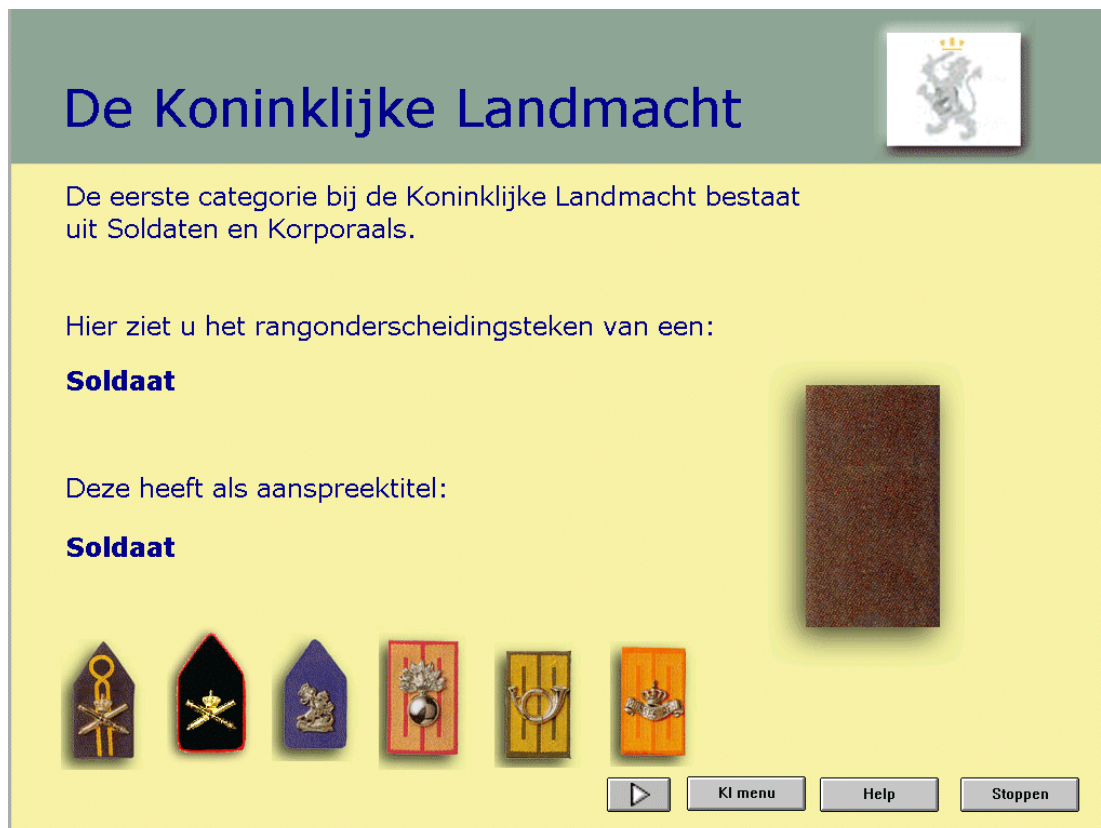 De Koninklijke Landmacht
De eerste categorie bij de Koninklijke Landmacht bestaat
uit Soldaten en Korporaals.
Hier ziet u het rangonderscheidingsteken van een:
Soldaat
Deze heeft als aanspreektitel:
Soldaat
KI menu
Help
Stoppen